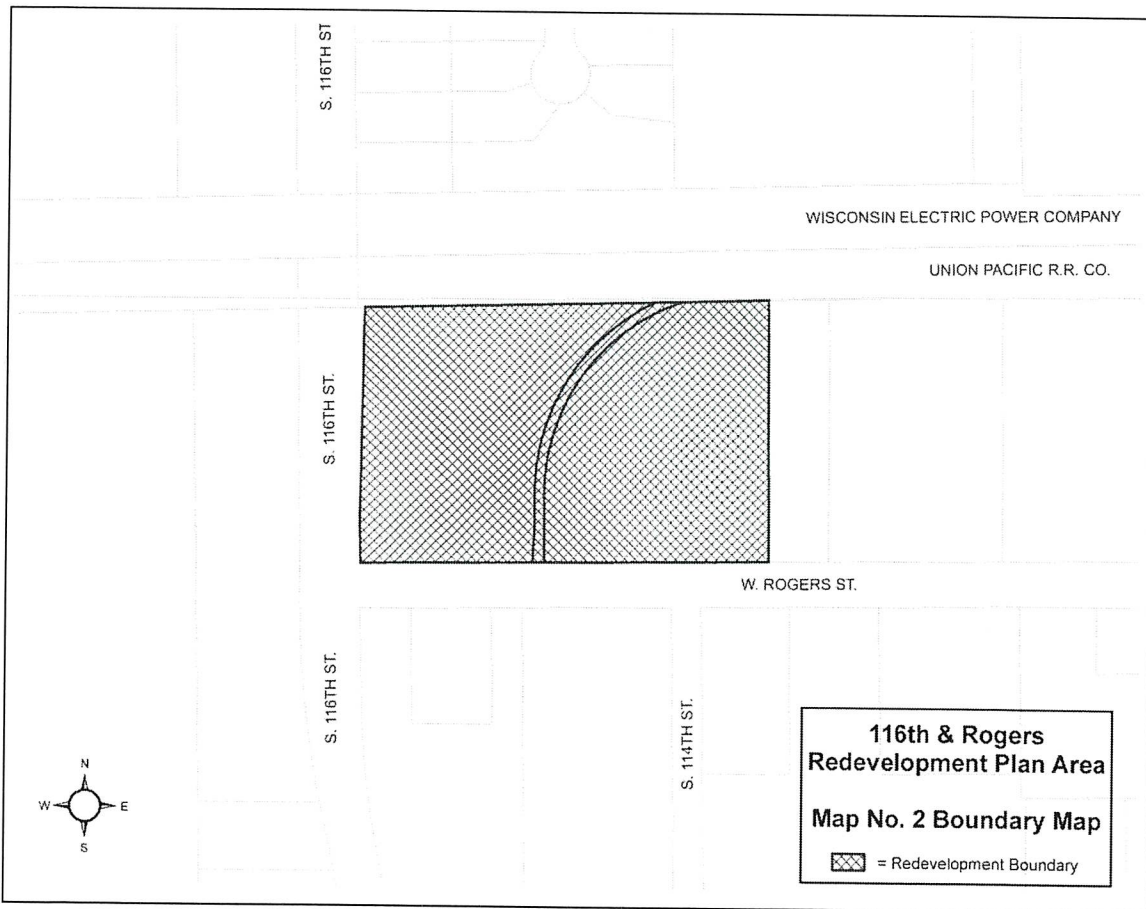 S. 116TH ST
WISCONSIN ELECTRIC POWER COMPANY
UNION PACIFIC R.R. CO.
S. 116TH ST.
W. ROGERS ST.
S. 116TH ST.
S. 114TH ST.
116th & Rogers
Redevelopment Plan Area
Map No. 2 Boundary Map
= Redevelopment Boundary
N
W
E
S